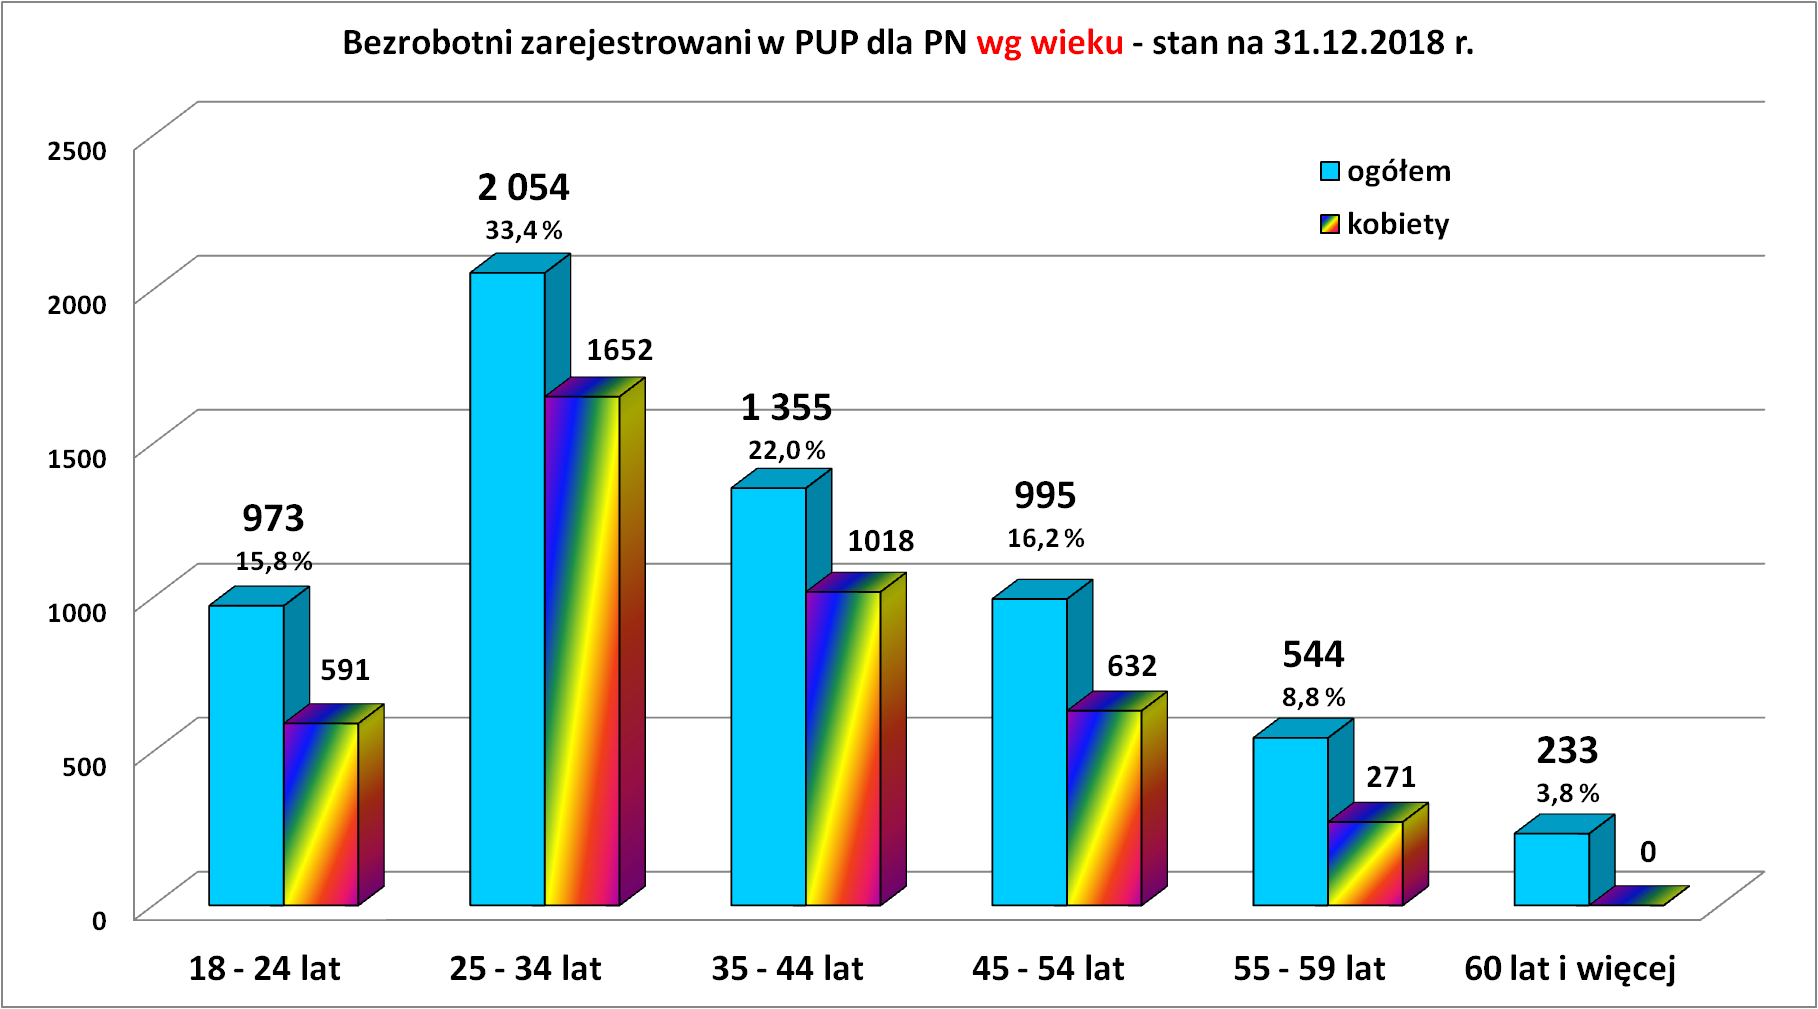 Bezrobotni zarejestrowani w PUP dla PN wg wieku - stan na 31.12.2018 r.
2500
2000
1500
1000
500
0
ogółem
kobiety
973
15,8 %
591
2 054
33,4 %
1652
1 355
22,0 %
1018
995
16,2 %
632
544
8,8 %
271
233
3,8 %
0
18 - 24 lat
25 - 34 lat
35 - 44 lat
45 - 54 lat
55 - 59 lat
60 lat i więcej